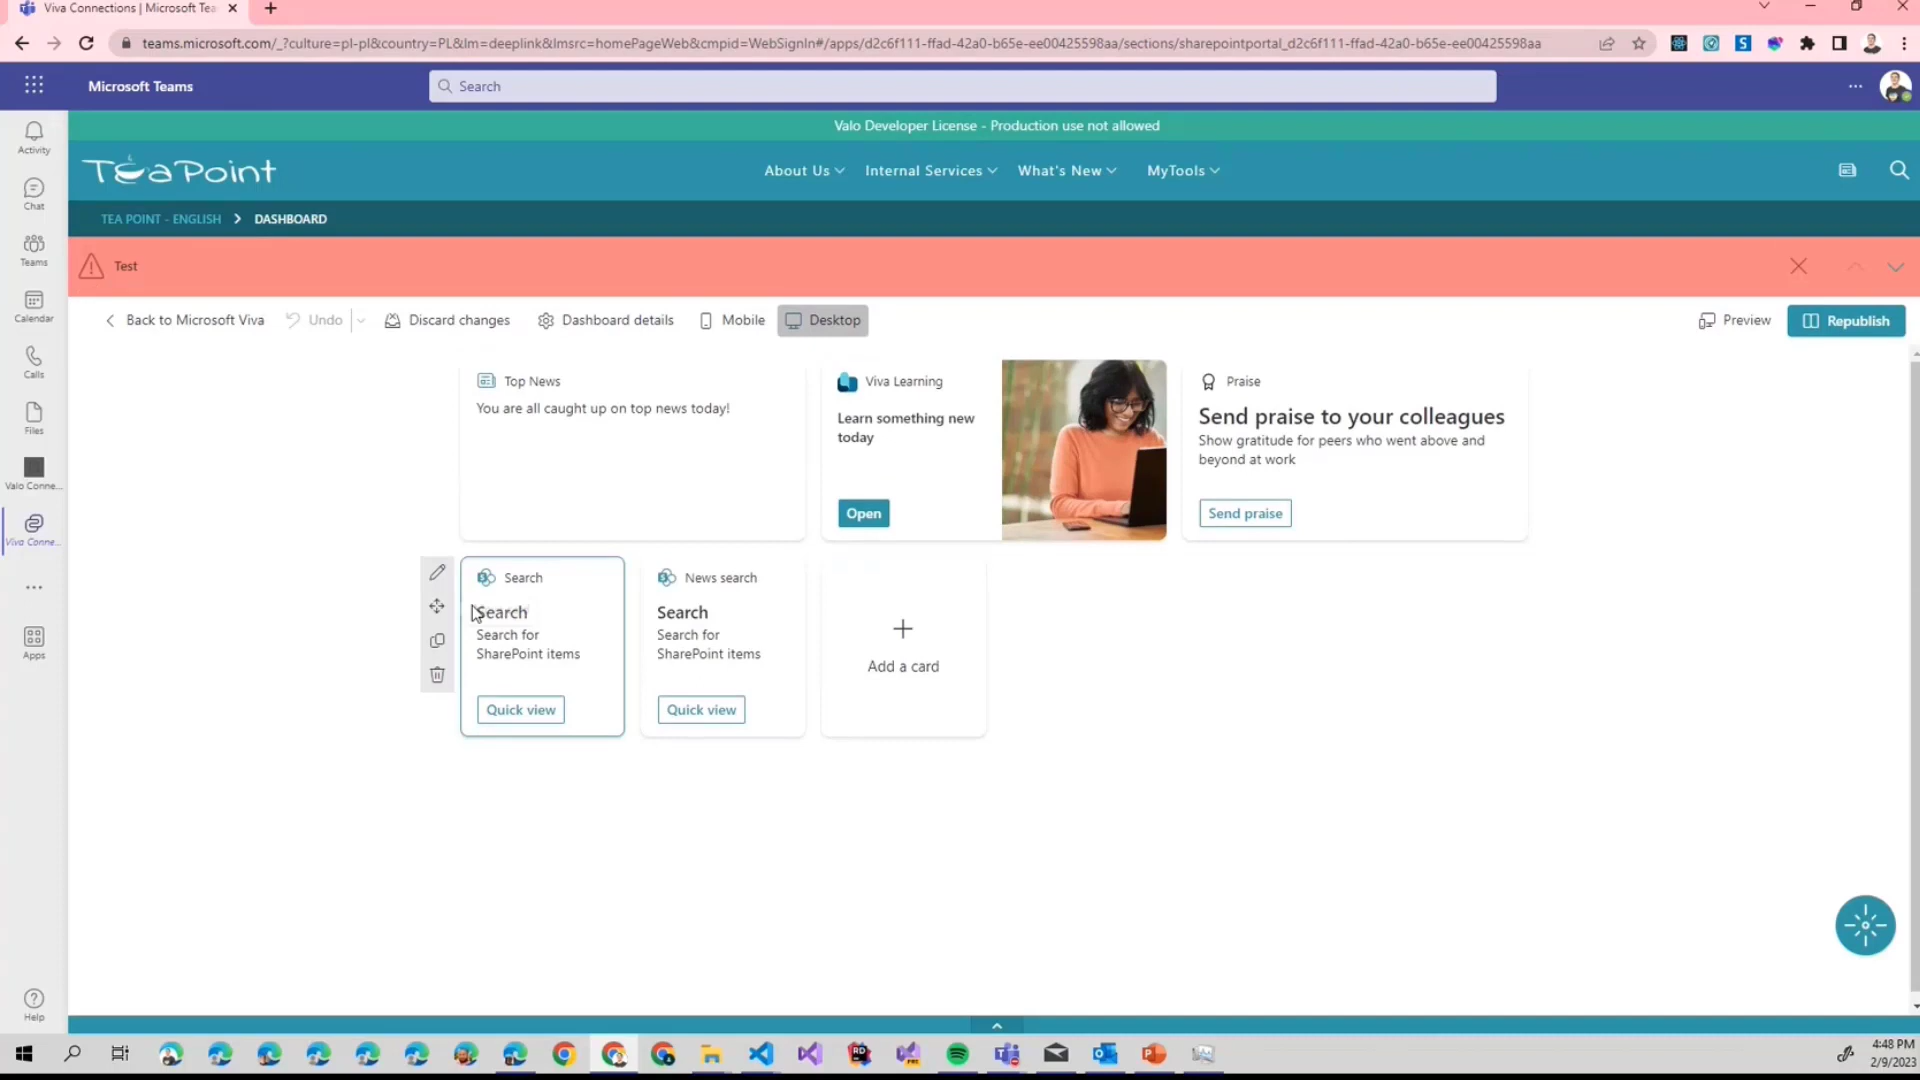 Viva Connections | Microsoft Tea
teams.microsoft.com/_?culture=pl-pl&country=PL&lm=deeplink&lmsrc=homePageWeb&cmpid=WebSignIn#/apps/d2c6f111-ffad-42a0-b65e-ee00425598aa/sections/sharepointportal_d2c6f111-ffad-42a0-b65e-ee00425598aa
Microsoft Teams
Search
Activity
Chat
Teams
Calendar
Calls
Files
Valo Conne...
Viva Conne...
Apps
Help
Valo Developer License - Production use not allowed
TeaPoint
About Us
Internal Services
What's New
MyTools
TEA POINT - ENGLISH > DASHBOARD
Test
Back to Microsoft Viva
Undo
Discard changes
Dashboard details
Mobile
Desktop
Preview
Republish
Top News
You are all caught up on top news today!
Viva Learning
Learn something new
today
Open
Praise
Send praise to your colleagues
Show gratitude for peers who went above and
beyond at work
Send praise
Search
Search
Search for
SharePoint items
Quick view
News search
Search
Search for
SharePoint items
Quick view
Add a card
4:48 PM
2/9/2023